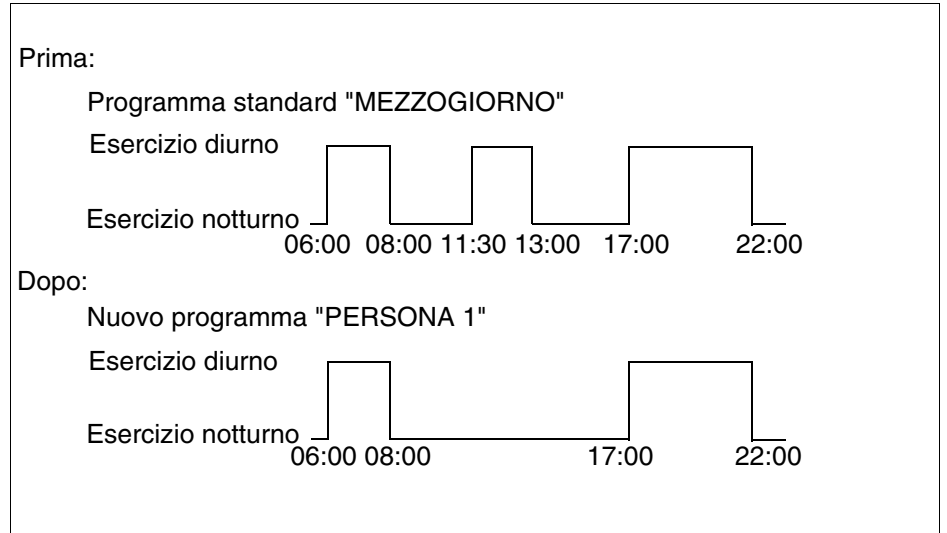 Prima:
Programma standard "MEZZOGIORNO"
Esercizio diurno
Esercizio notturno
06:00 08:00 11:30 13:00 17:00 22:00
Dopo:
Nuovo programma "PERSONA 1"
Esercizio diurno
Esercizio notturno
06:00 08:00 17:00 22:00